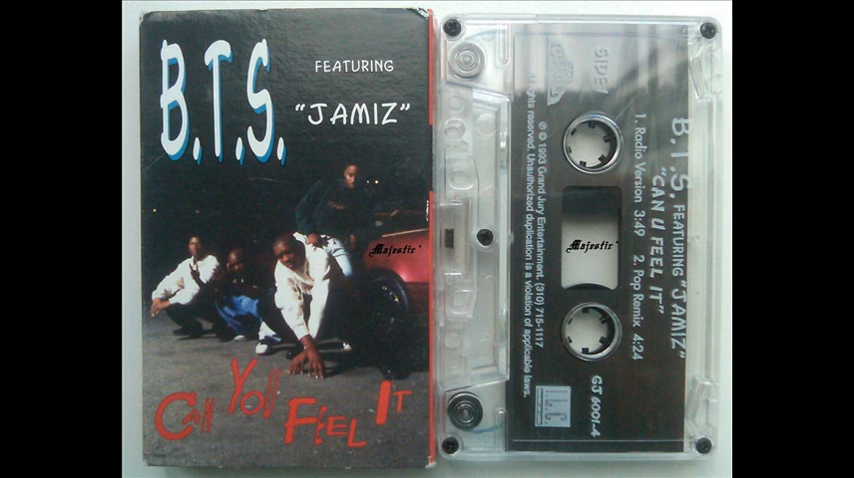 B.T.S.
FEATURING
"JAMIZ"
Majestic'
CAN YOU FEEL IT
SIDE 1
B.T.S. FEATURING "JAMIZ"
"CAN U FEEL IT"
1. Radio Version 3:49 2. Pop Remix 4:24
Majestic'
℗ © 1993 Grand Jury Entertainment. (310) 715-1117
All rights reserved. Unauthorized duplication is a violation of applicable laws.
GJ 6001-4